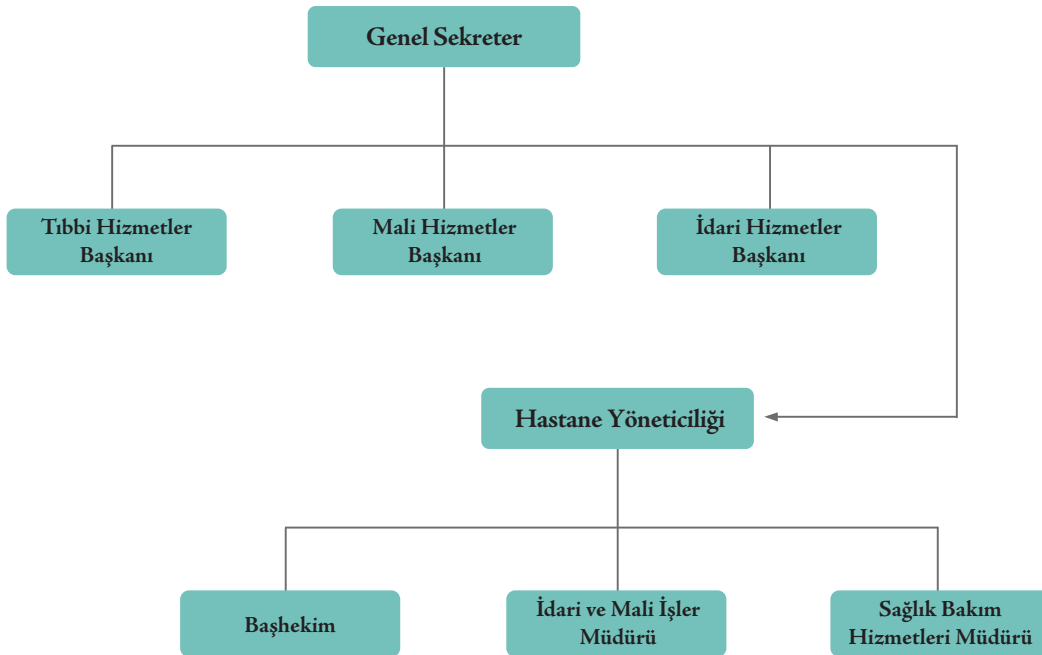 Genel Sekreter
Tıbbi Hizmetler
Başkanı
Mali Hizmetler
Başkanı
İdari Hizmetler
Başkanı
Hastane Yöneticiliği
Başhekim
İdari ve Mali İşler
Müdürü
Sağlık Bakım
Hizmetleri Müdürü